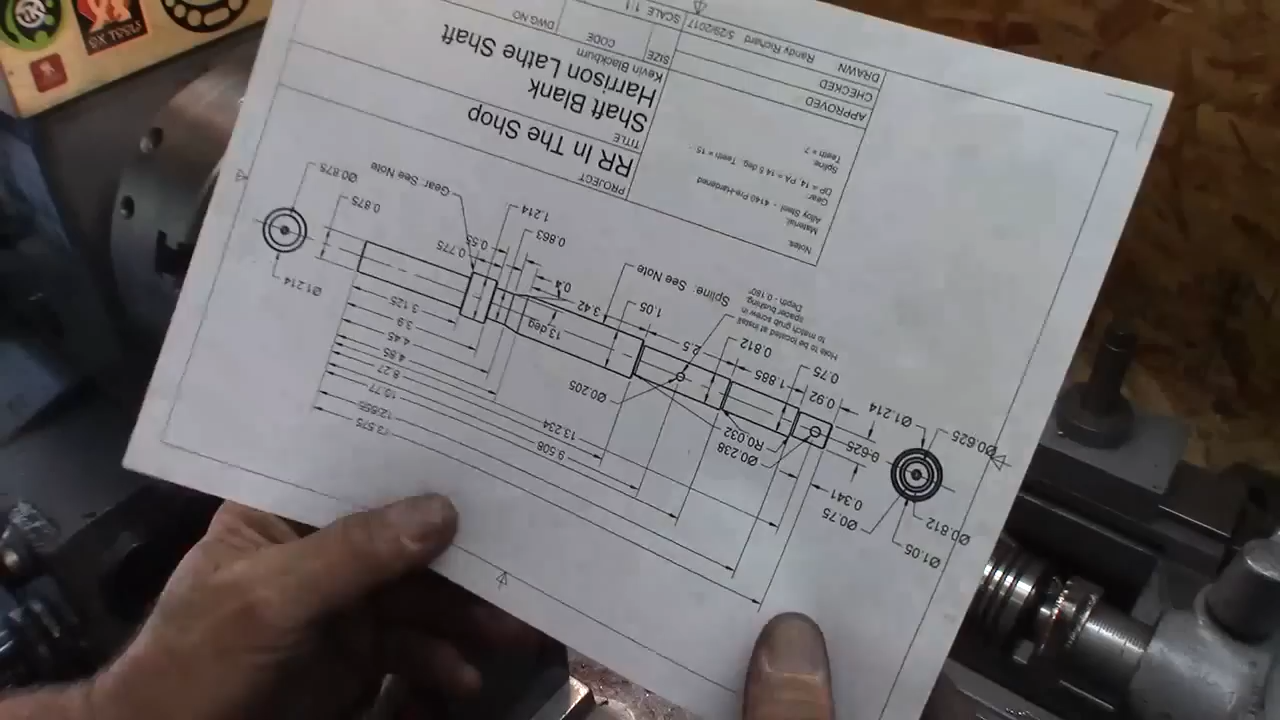 13.575
12.655
10.77
9.508
13.234
8.27
4.85
4.45
3.9
3.125
Ø1.05
Ø0.812
Ø0.75
0.341
Ø0.625
Ø1.214
0.625
Ø0.238
R0.032
Ø0.205
0.92
0.75
1.885
0.812
2.5
1.05
3.42
13 deg
0.4
0.863
1.214
0.55
0.775
0.875
Ø0.875
Ø1.214
Hole to be located at install
to match grub screw in
spacer bushing.
Depth - 0.180"
Spline: See Note
Gear: See Note
Notes:
Material:
Alloy Steel - 4140 Pre-Hardened
Gear:
DP = 14, PA = 14.5 deg, Teeth = 15
Spline:
Teeth = 7
PROJECT
RR In The Shop
TITLE
Shaft Blank
Harrison Lathe Shaft
Kevin Blackburn
APPROVED
CHECKED
DRAWN
Randy Richard 5/29/2017
SIZE
CODE
DWG NO
SCALE 1:1